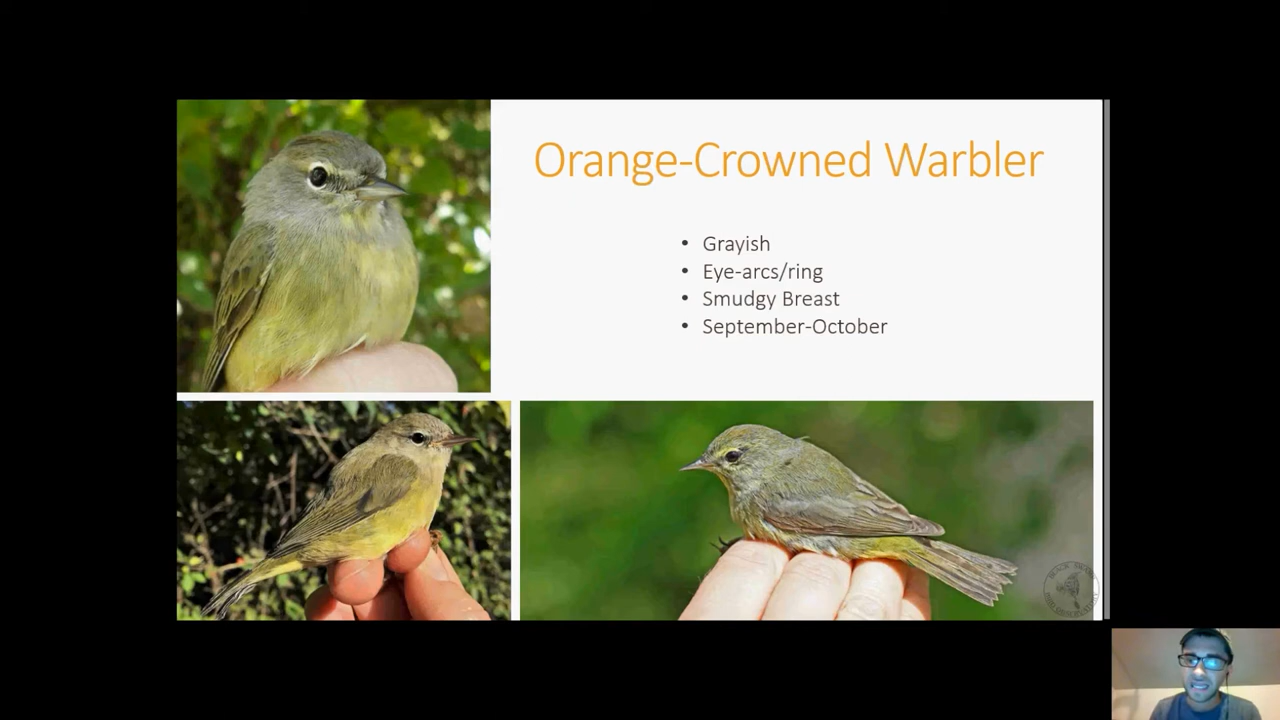 Orange-Crowned Warbler
• Grayish
• Eye-arcs/ring
• Smudgy Breast
• September-October